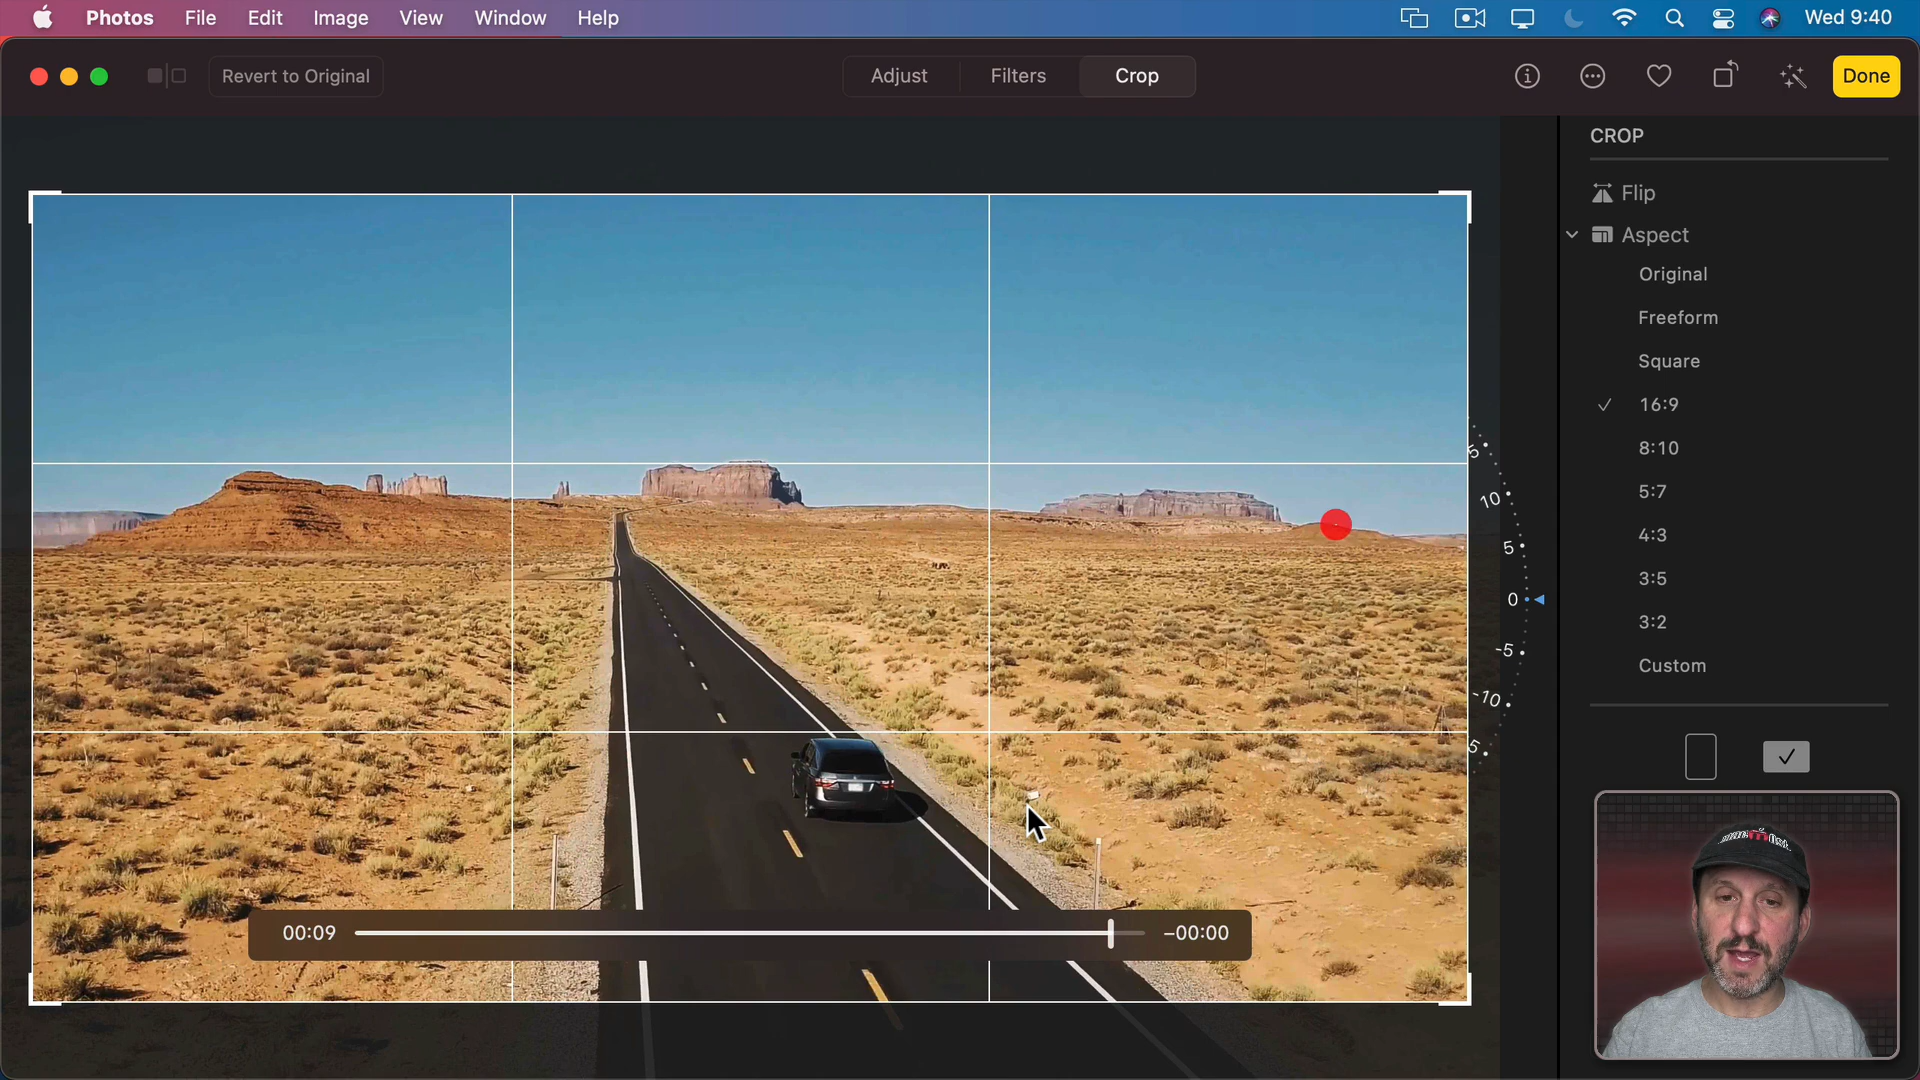 Photos File Edit Image View Window Help Wed 9:40
Revert to Original Adjust Filters Crop Done
CROP
Flip
Aspect
Original
Freeform
Square
16:9
8:10
5:7
4:3
3:5
3:2
Custom
5
10
5
0
-5
-10
5
00:09 –00:00